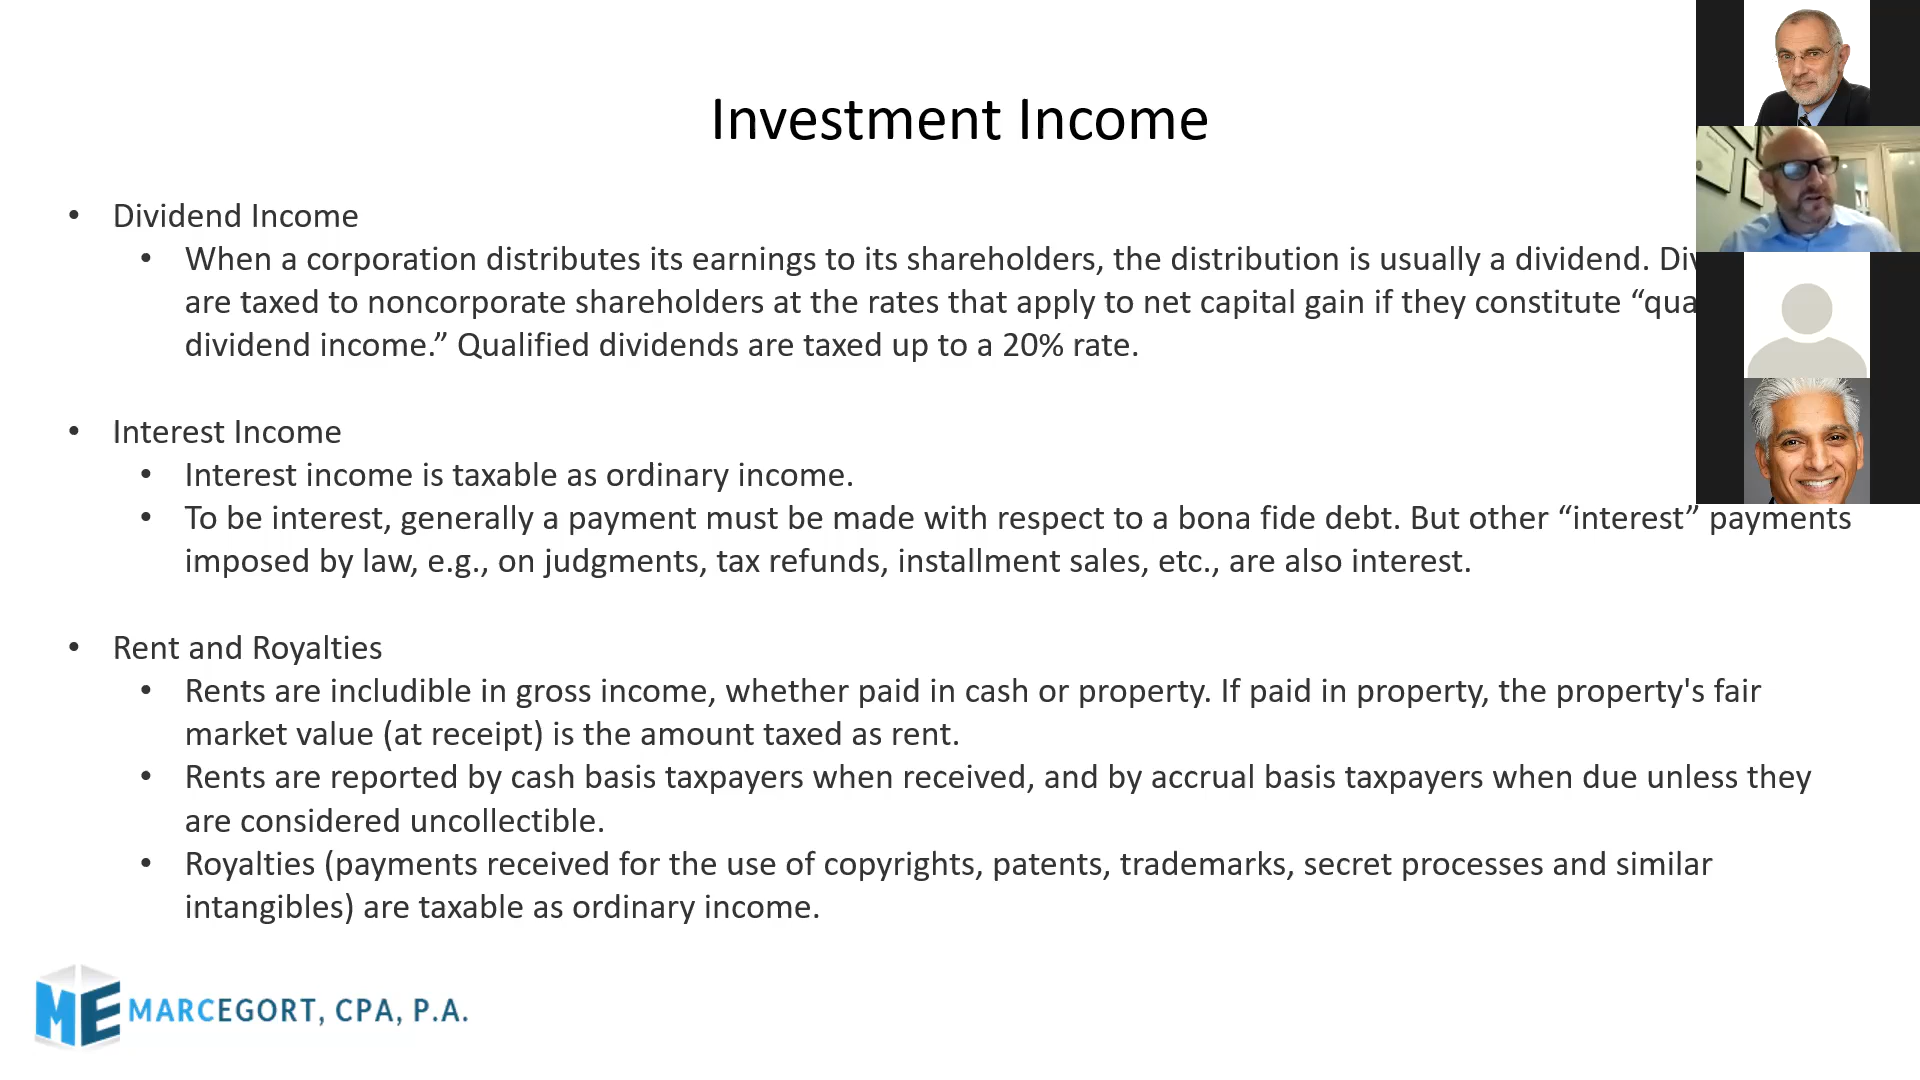 Investment Income
• Dividend Income
• When a corporation distributes its earnings to its shareholders, the distribution is usually a dividend.
are taxed to noncorporate shareholders at the rates that apply to net capital gain if they constitute
dividend income.” Qualified dividends are taxed up to a 20% rate.
• Interest Income
• Interest income is taxable as ordinary income.
• To be interest, generally a payment must be made with respect to a bona fide debt. But other “interest” payments
imposed by law, e.g., on judgments, tax refunds, installment sales, etc., are also interest.
• Rent and Royalties
• Rents are includible in gross income, whether paid in cash or property. If paid in property, the property's fair
market value (at receipt) is the amount taxed as rent.
• Rents are reported by cash basis taxpayers when received, and by accrual basis taxpayers when due unless they
are considered uncollectible.
• Royalties (payments received for the use of copyrights, patents, trademarks, secret processes and similar
intangibles) are taxable as ordinary income.
ME MARCEGORT, CPA, P.A.